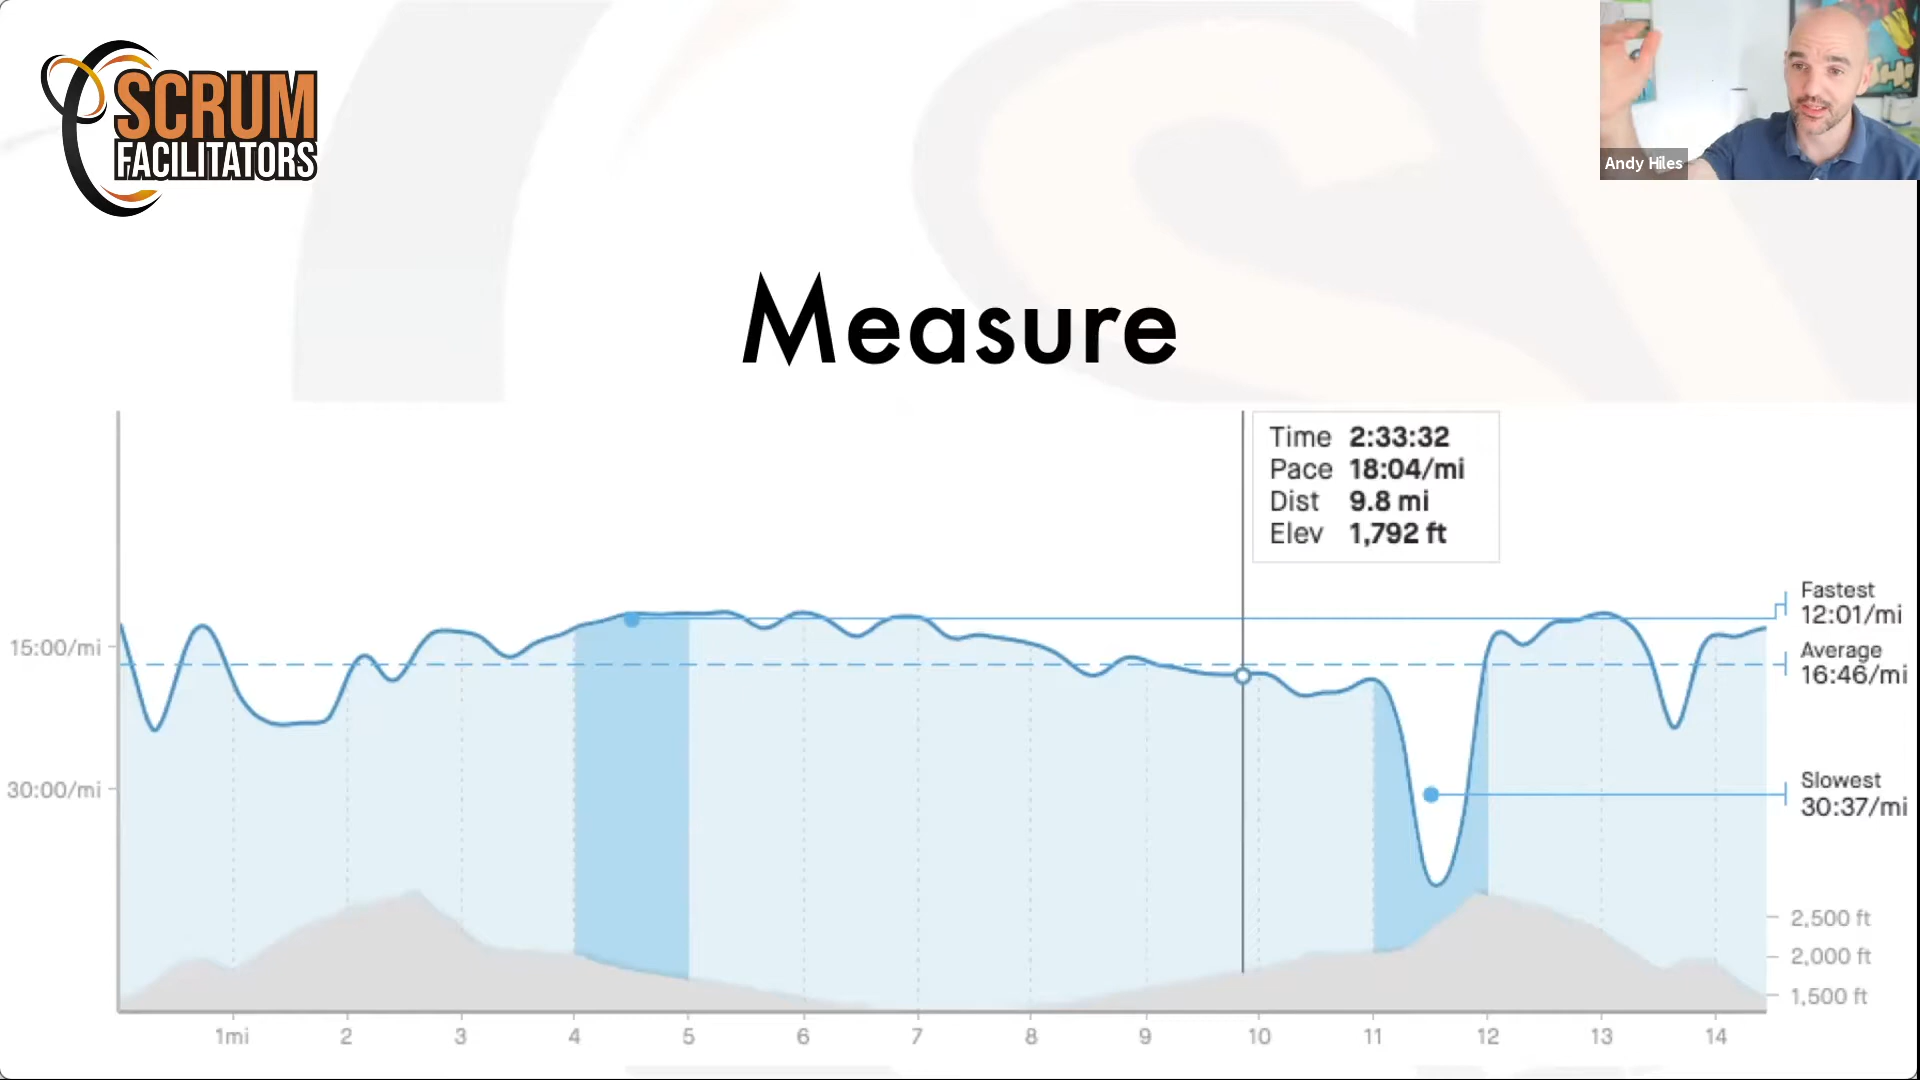 SCRUM
FACILITATORS
Andy Hiles
Measure
Time 2:33:32
Pace 18:04/mi
Dist 9.8 mi
Elev 1,792 ft
Fastest
12:01/mi
15:00/mi
Average
16:46/mi
30:00/mi
Slowest
30:37/mi
2,500 ft
2,000 ft
1,500 ft
1mi 2 3 4 5 6 7 8 9 10 11 12 13 14